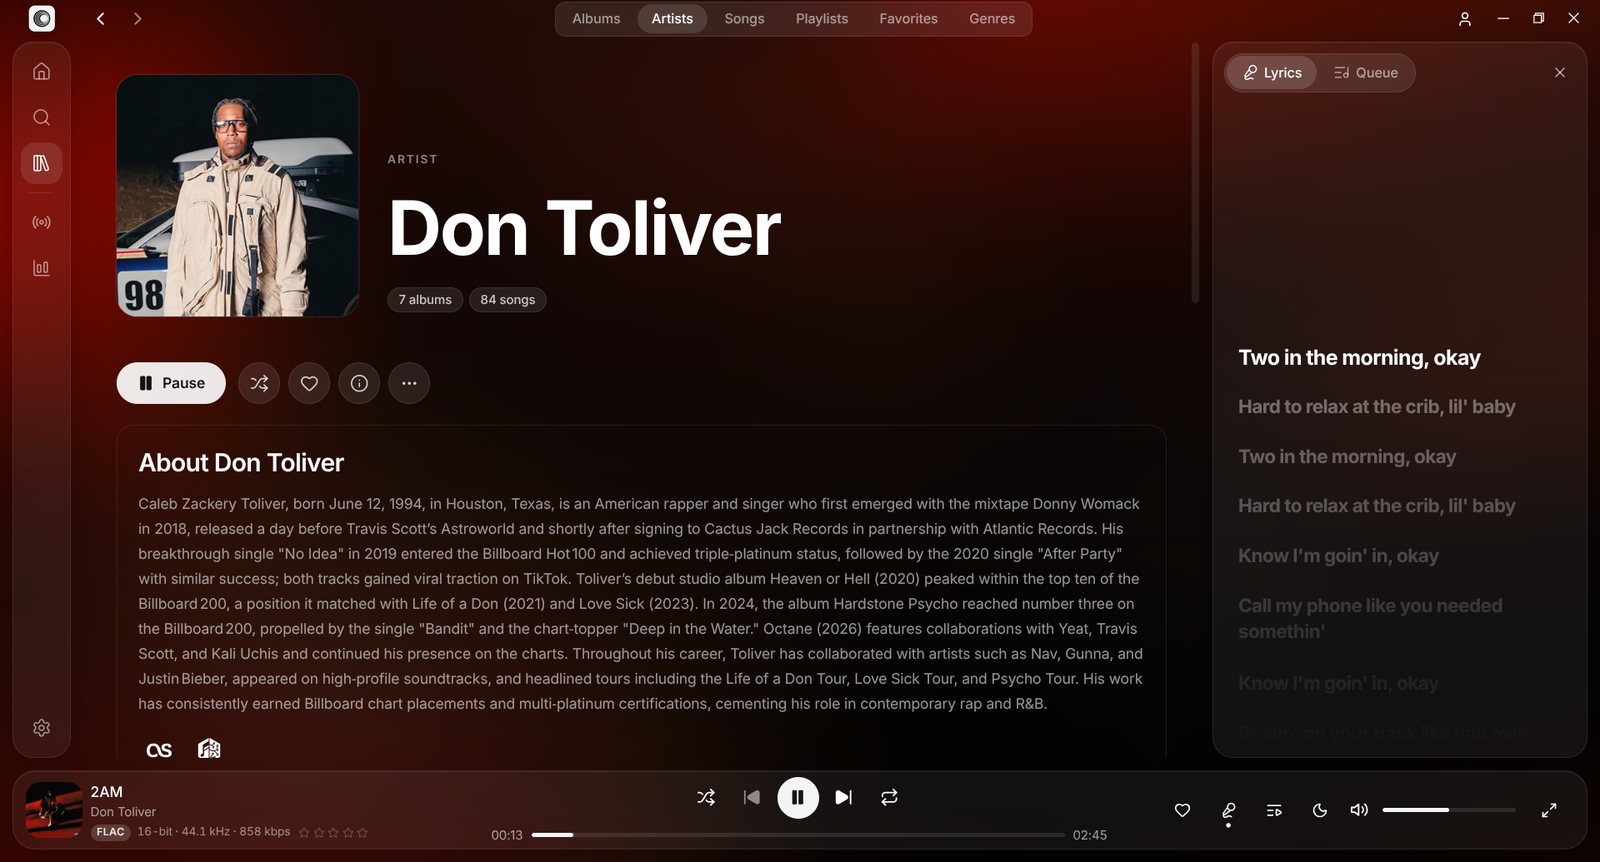 Albums Artists Songs Playlists Favorites Genres
98
ARTIST
Don Toliver
7 albums 84 songs
Pause
About Don Toliver
Caleb Zackery Toliver, born June 12, 1994, in Houston, Texas, is an American rapper and singer who first emerged with the mixtape Donny Womack
in 2018, released a day before Travis Scott’s Astroworld and shortly after signing to Cactus Jack Records in partnership with Atlantic Records. His
breakthrough single "No Idea" in 2019 entered the Billboard Hot 100 and achieved triple‑platinum status, followed by the 2020 single "After Party"
with similar success; both tracks gained viral traction on TikTok. Toliver’s debut studio album Heaven or Hell (2020) peaked within the top ten of the
Billboard 200, a position it matched with Life of a Don (2021) and Love Sick (2023). In 2024, the album Hardstone Psycho reached number three on
the Billboard 200, propelled by the single "Bandit" and the chart‑topper "Deep in the Water." Octane (2026) features collaborations with Yeat, Travis
Scott, and Kali Uchis and continued his presence on the charts. Throughout his career, Toliver has collaborated with artists such as Nav, Gunna, and
Justin Bieber, appeared on high‑profile soundtracks, and headlined tours including the Life of a Don Tour, Love Sick Tour, and Psycho Tour. His work
has consistently earned Billboard chart placements and multi‑platinum certifications, cementing his role in contemporary rap and R&B.
Lyrics Queue
Two in the morning, okay
Hard to relax at the crib, lil' baby
Two in the morning, okay
Hard to relax at the crib, lil' baby
Know I'm goin' in, okay
Call my phone like you needed
somethin'
Know I'm goin' in, okay
Beatin' on your back like you owe
2AM
Don Toliver
FLAC 16-bit · 44.1 kHz · 858 kbps
00:13 02:45